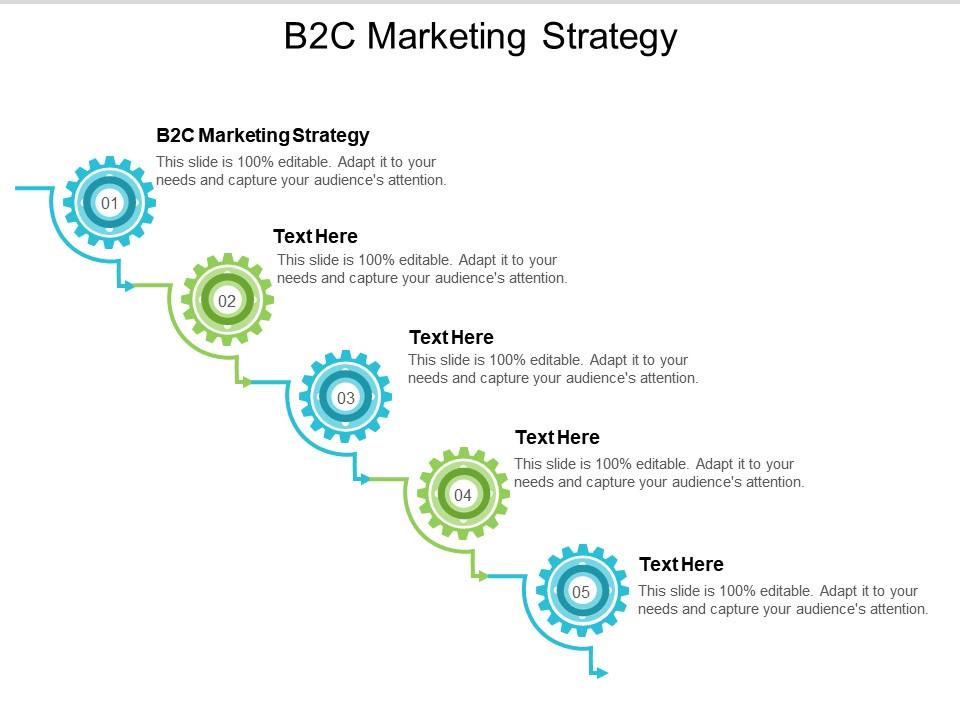 B2C Marketing Strategy
B2C Marketing Strategy
This slide is 100% editable. Adapt it to your
needs and capture your audience's attention.
01
Text Here
This slide is 100% editable. Adapt it to your
needs and capture your audience's attention.
02
Text Here
This slide is 100% editable. Adapt it to your
needs and capture your audience's attention.
03
Text Here
This slide is 100% editable. Adapt it to your
needs and capture your audience's attention.
04
Text Here
This slide is 100% editable. Adapt it to your
needs and capture your audience's attention.
05